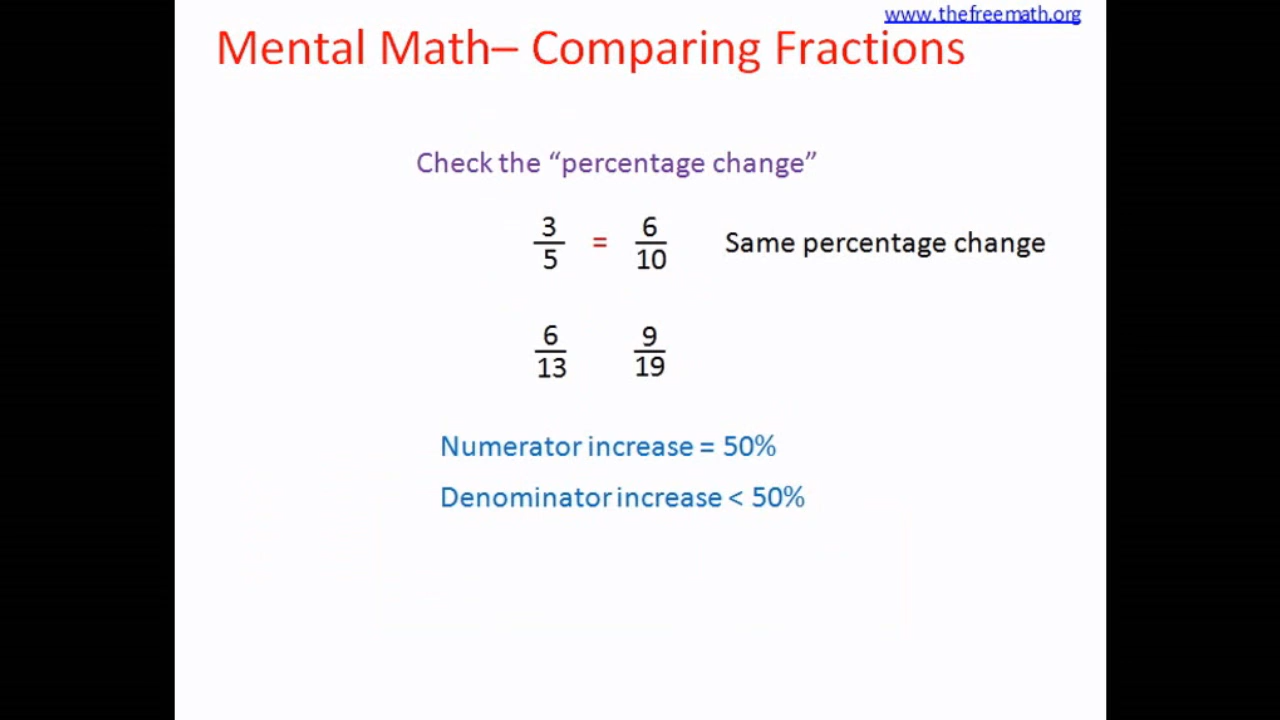 www.thefreemath.org
Mental Math– Comparing Fractions
Check the “percentage change”
3/5 = 6/10 Same percentage change
6/13 9/19
Numerator increase = 50%
Denominator increase < 50%